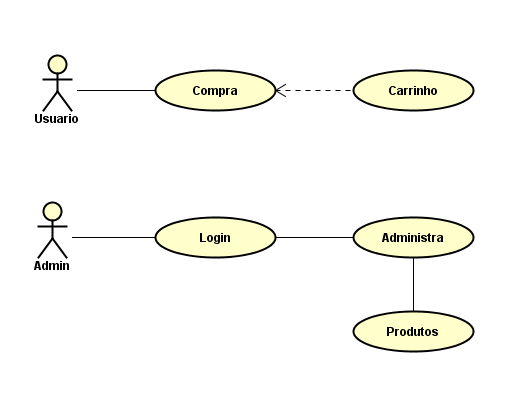 Compra
Carrinho
Usuario
Login
Administra
Admin
Produtos